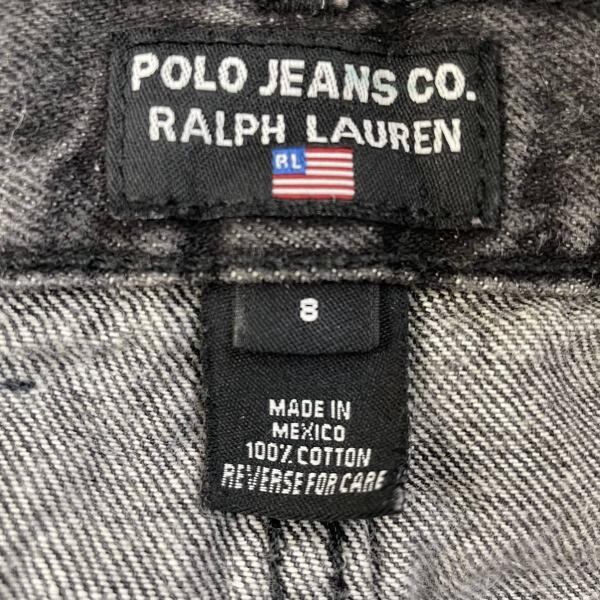 POLO JEANS CO.
RALPH LAUREN
RL
8
MADE IN
MEXICO
100% COTTON
REVERSE FOR CARE